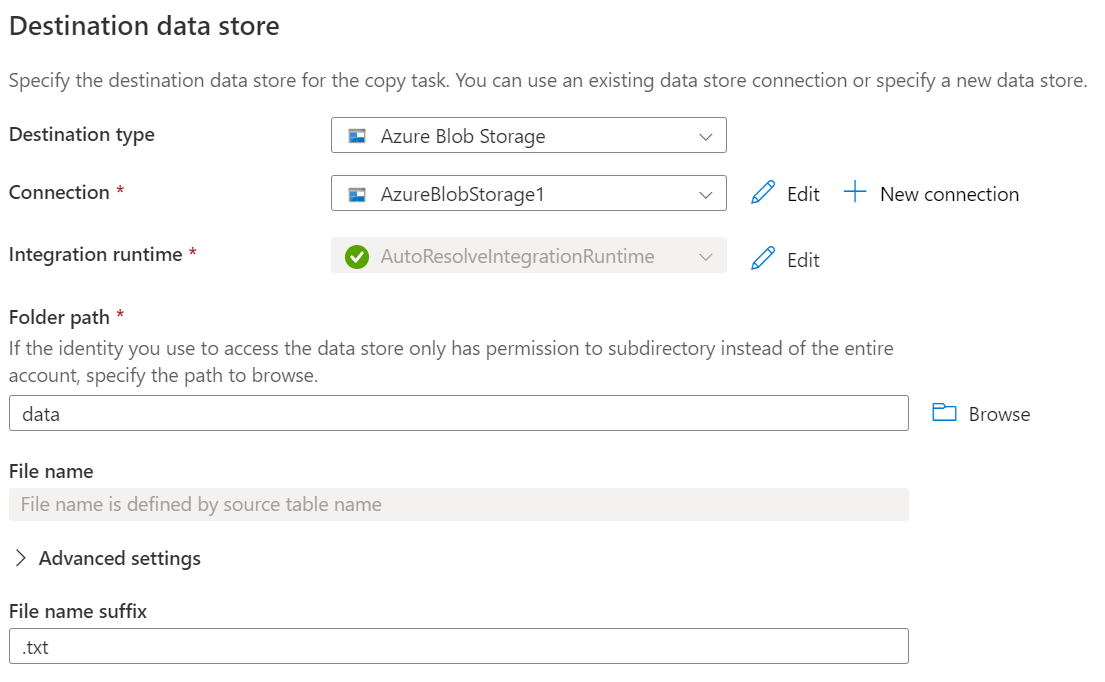 Destination data store
Specify the destination data store for the copy task. You can use an existing data store connection or specify a new data store.
Destination type
Azure Blob Storage
Connection *
AzureBlobStorage1
Edit
New connection
Integration runtime *
AutoResolveIntegrationRuntime
Edit
Folder path *
If the identity you use to access the data store only has permission to subdirectory instead of the entire
account, specify the path to browse.
data
Browse
File name
File name is defined by source table name
Advanced settings
File name suffix
.txt